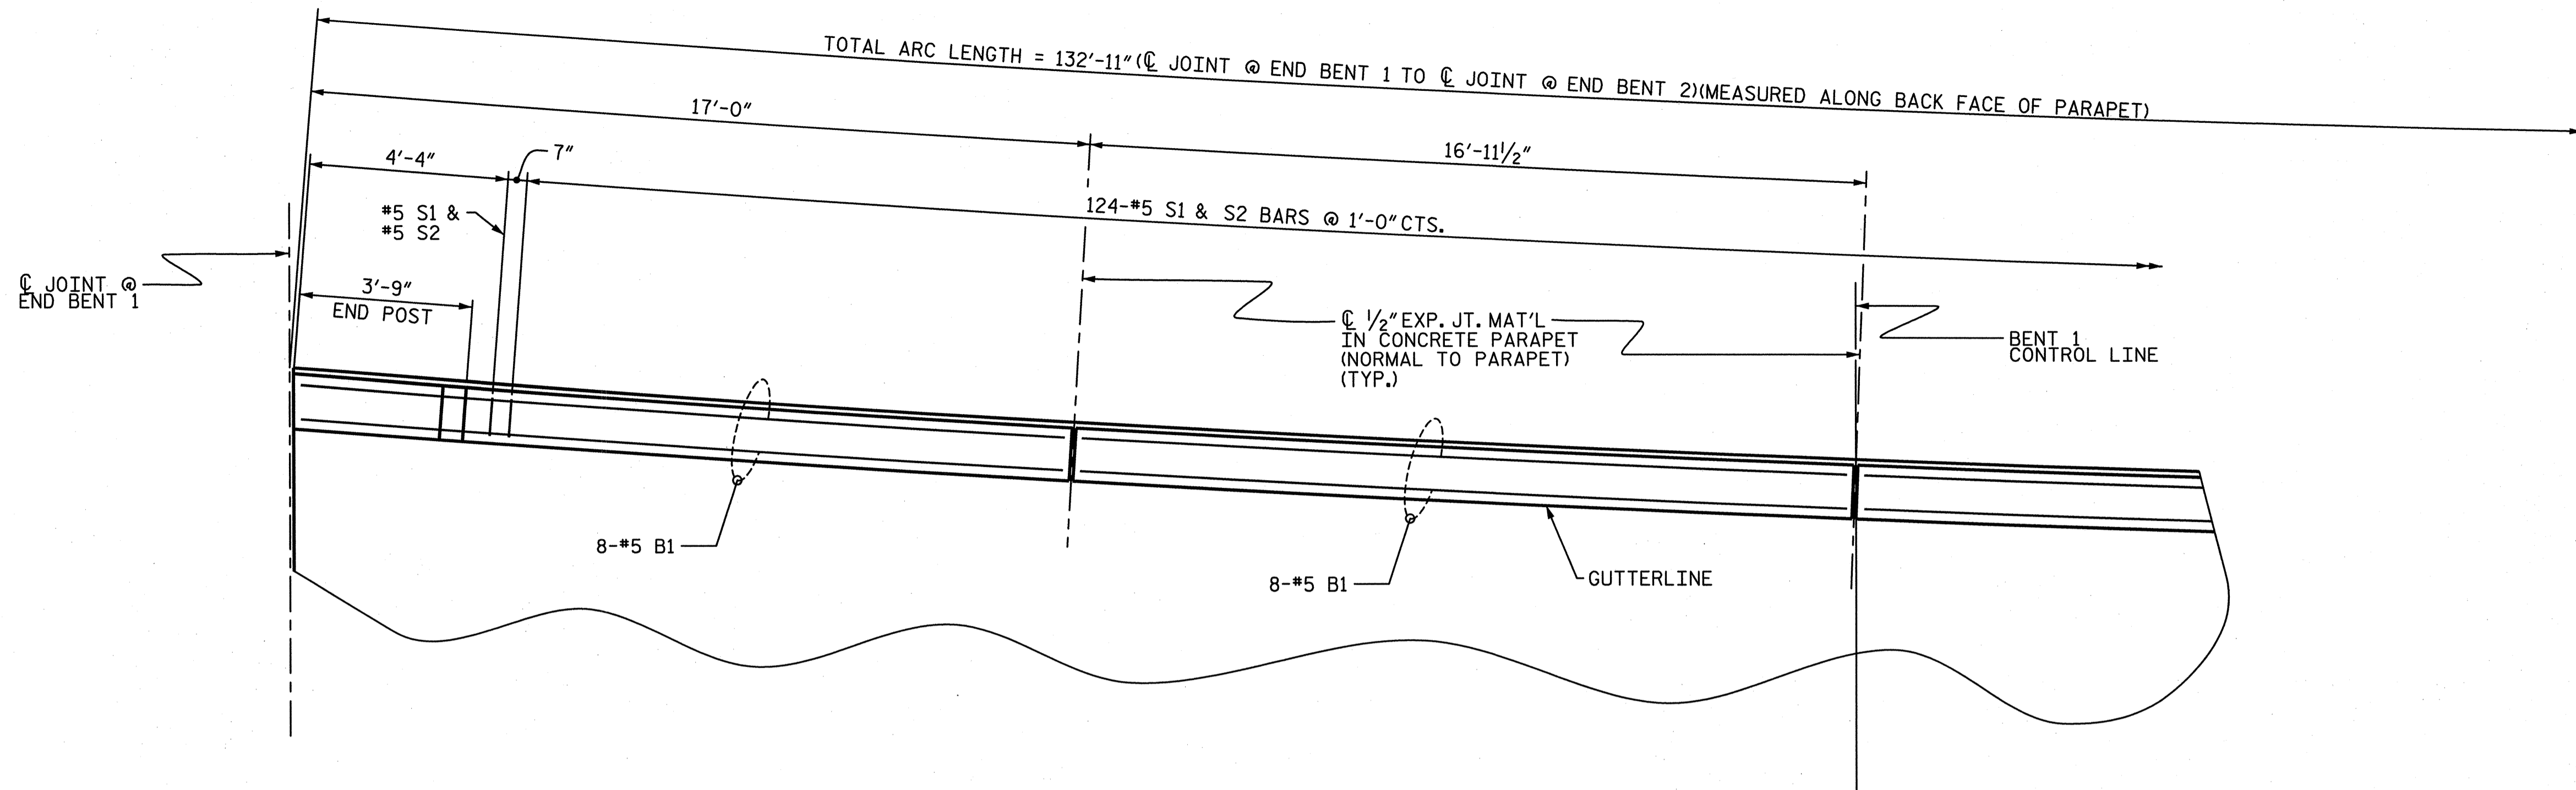 TOTAL ARC LENGTH = 132'-11" (℄ JOINT @ END BENT 1 TO ℄ JOINT @ END BENT 2)(MEASURED ALONG BACK FACE OF PARAPET)
17'-0"
16'-11 1/2"
4'-4"
7"
124-#5 S1 & S2 BARS @ 1'-0" CTS.
#5 S1 &
#5 S2
℄ JOINT @
END BENT 1
3'-9"
END POST
℄ 1/2" EXP. JT. MAT'L
IN CONCRETE PARAPET
(NORMAL TO PARAPET)
(TYP.)
BENT 1
CONTROL LINE
8-#5 B1
8-#5 B1
GUTTERLINE